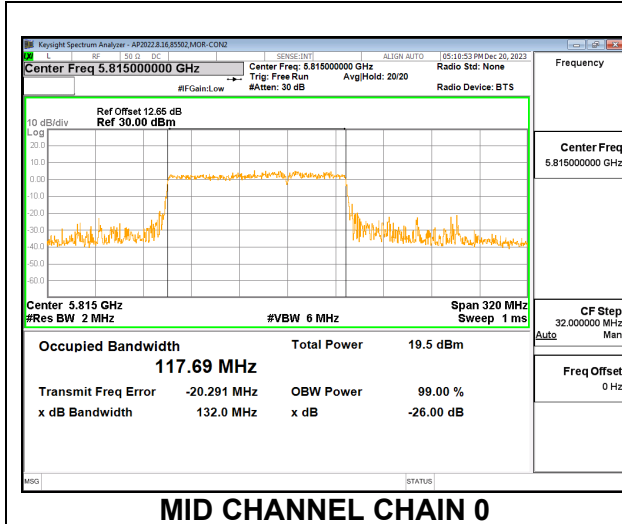 Keysight Spectrum Analyzer - AP2022.8.16,85502,MOR-CON2
L RF 50 Ω DC SENSE:INT ALIGN AUTO 05:10:53 PM Dec 20, 2023
Center Freq 5.815000000 GHz
Center Freq: 5.815000000 GHz
Radio Std: None
Trig: Free Run Avg|Hold: 20/20
#IFGain:Low
#Atten: 30 dB
Radio Device: BTS
Frequency
Ref Offset 12.65 dB
10 dB/div Ref 30.00 dBm
Log
20.0
10.0
0.00
-10.0
-20.0
-30.0
-40.0
-50.0
-60.0
Center Freq
5.815000000 GHz
Center 5.815 GHz Span 320 MHz
#Res BW 2 MHz #VBW 6 MHz Sweep 1 ms
CF Step
32.000000 MHz
Auto Man
Freq Offset
0 Hz
Occupied Bandwidth Total Power 19.5 dBm
117.69 MHz
Transmit Freq Error -20.291 MHz OBW Power 99.00 %
x dB Bandwidth 132.0 MHz x dB -26.00 dB
MSG STATUS
MID CHANNEL CHAIN 0